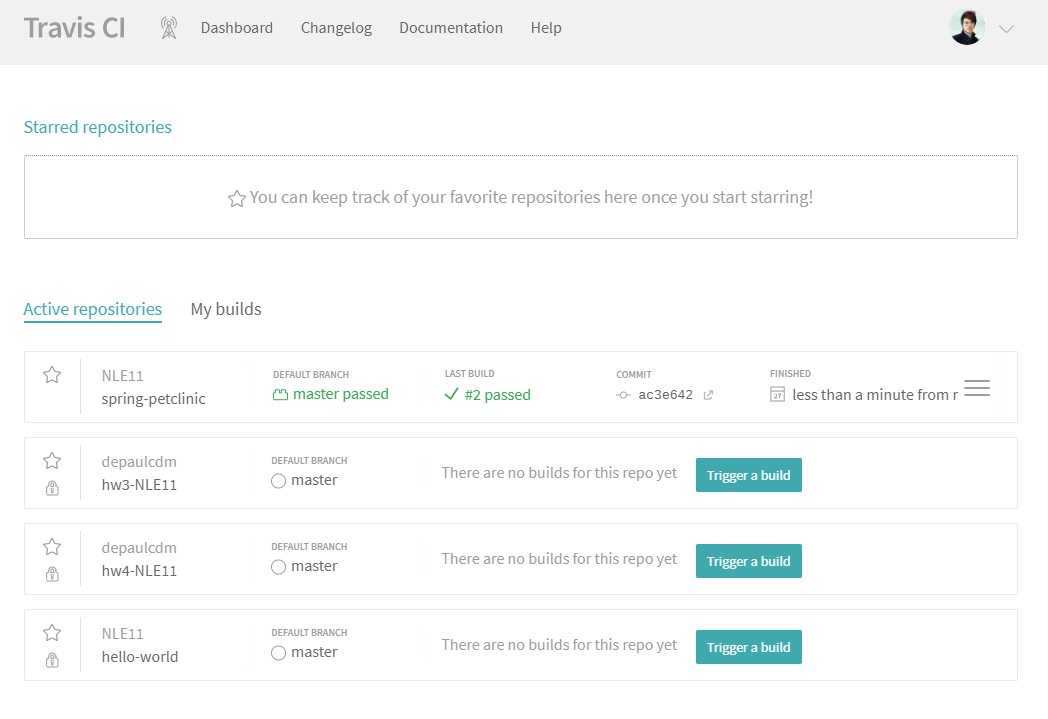 Travis CI Dashboard Changelog Documentation Help
Starred repositories
You can keep track of your favorite repositories here once you start starring!
Active repositories My builds
NLE11
spring-petclinic
DEFAULT BRANCH
master passed
LAST BUILD
#2 passed
COMMIT
ac3e642
FINISHED
27
less than a minute from r
depaulcdm
hw3-NLE11
DEFAULT BRANCH
master
There are no builds for this repo yet
Trigger a build
depaulcdm
hw4-NLE11
DEFAULT BRANCH
master
There are no builds for this repo yet
Trigger a build
NLE11
hello-world
DEFAULT BRANCH
master
There are no builds for this repo yet
Trigger a build